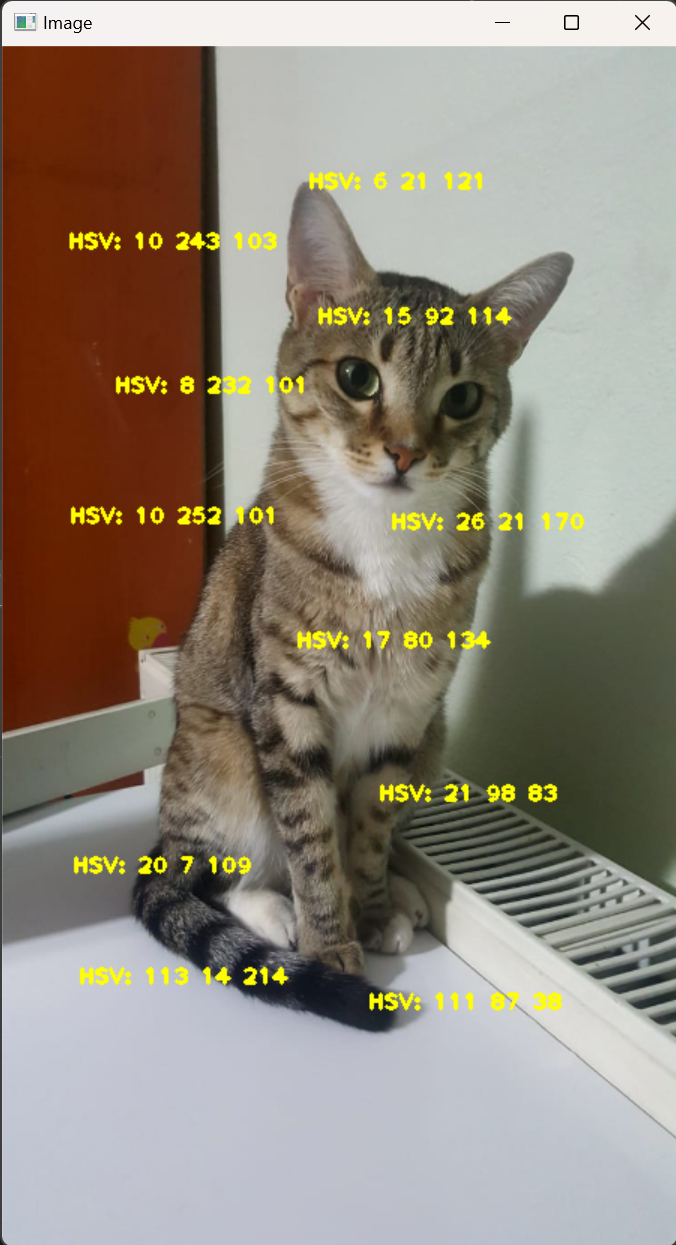 Image
HSV: 6 21 121
HSV: 10 243 103
HSV: 15 92 114
HSV: 8 232 101
HSV: 10 252 101
HSV: 26 21 170
HSV: 17 80 134
HSV: 21 98 83
HSV: 20 7 109
HSV: 113 14 214
HSV: 111 87 38